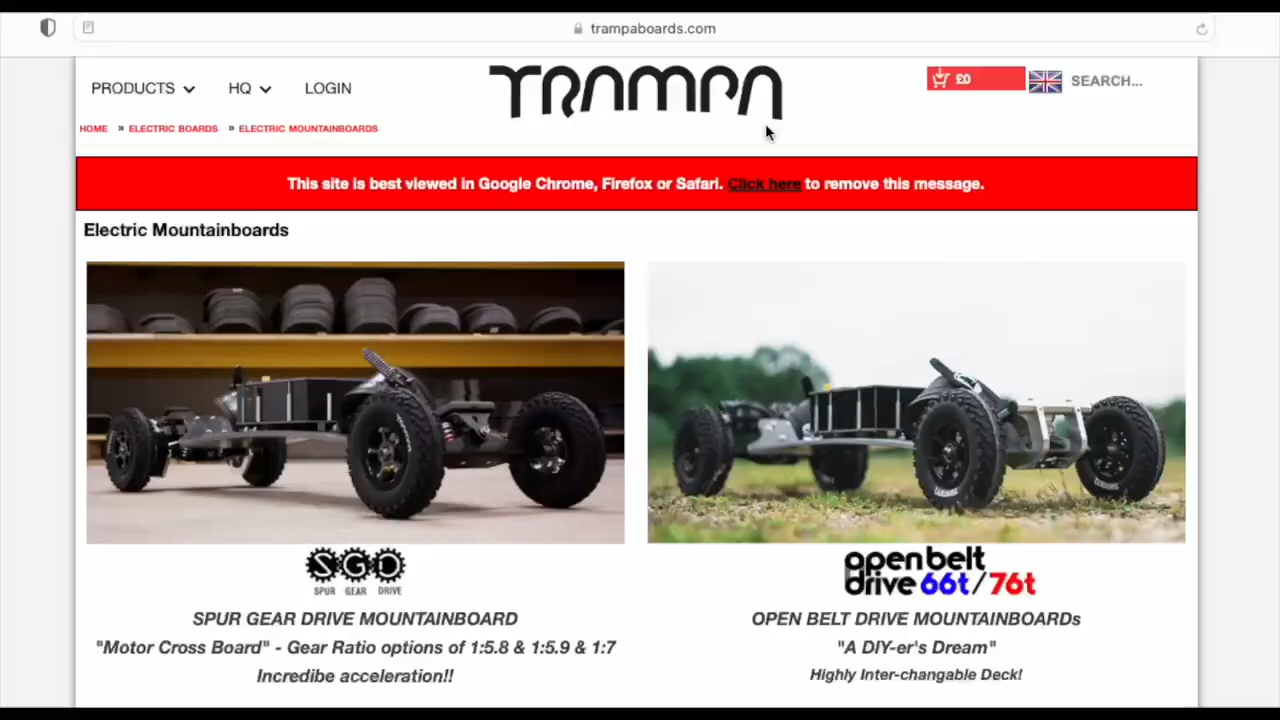 trampaboards.com
PRODUCTS HQ LOGIN
TRAMPA
£0
SEARCH...
HOME » ELECTRIC BOARDS » ELECTRIC MOUNTAINBOARDS
This site is best viewed in Google Chrome, Firefox or Safari. Click here to remove this message.
Electric Mountainboards
SGD
SPUR GEAR DRIVE
SPUR GEAR DRIVE MOUNTAINBOARD
"Motor Cross Board" - Gear Ratio options of 1:5.8 & 1:5.9 & 1:7
Incredibe acceleration!!
open belt
drive 66t/76t
OPEN BELT DRIVE MOUNTAINBOARDs
"A DIY-er's Dream"
Highly Inter-changable Deck!